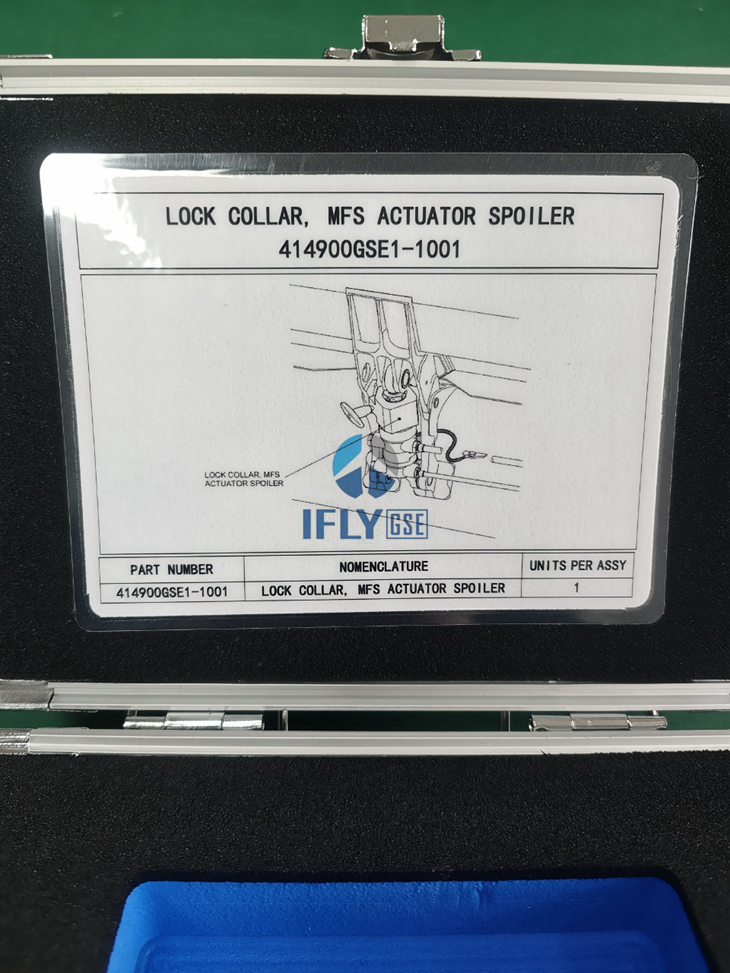 LOCK COLLAR, MFS ACTUATOR SPOILER
414900GSE1-1001
LOCK COLLAR, MFS
ACTUATOR SPOILER
IFLY GSE
PART NUMBER NOMENCLATURE UNITS PER ASSY
414900GSE1-1001 LOCK COLLAR, MFS ACTUATOR SPOILER 1